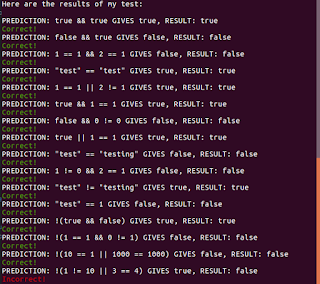 Here are the results of my test:
PREDICTION: true && true GIVES true, RESULT: true
Correct!
PREDICTION: false && true GIVES false, RESULT: false
Correct!
PREDICTION: 1 == 1 && 2 == 1 GIVES false, RESULT: false
Correct!
PREDICTION: "test" == "test" GIVES true, RESULT: true
Correct!
PREDICTION: 1 == 1 || 2 != 1 GIVES true, RESULT: true
Correct!
PREDICTION: true && 1 == 1 GIVES true, RESULT: true
Correct!
PREDICTION: false && 0 != 0 GIVES false, RESULT: false
Correct!
PREDICTION: true || 1 == 1 GIVES true, RESULT: true
Correct!
PREDICTION: "test" == "testing" GIVES false, RESULT: false
Correct!
PREDICTION: 1 != 0 && 2 == 1 GIVES false, RESULT: false
Correct!
PREDICTION: "test" != "testing" GIVES true, RESULT: true
Correct!
PREDICTION: "test" == 1 GIVES false, RESULT: false
Correct!
PREDICTION: !(true && false) GIVES true, RESULT: true
Correct!
PREDICTION: !(1 == 1 && 0 != 1) GIVES false, RESULT: false
Correct!
PREDICTION: !(10 == 1 || 1000 == 1000) GIVES false, RESULT: false
Correct!
PREDICTION: !(1 != 10 || 3 == 4) GIVES true, RESULT: false
Incorrect!